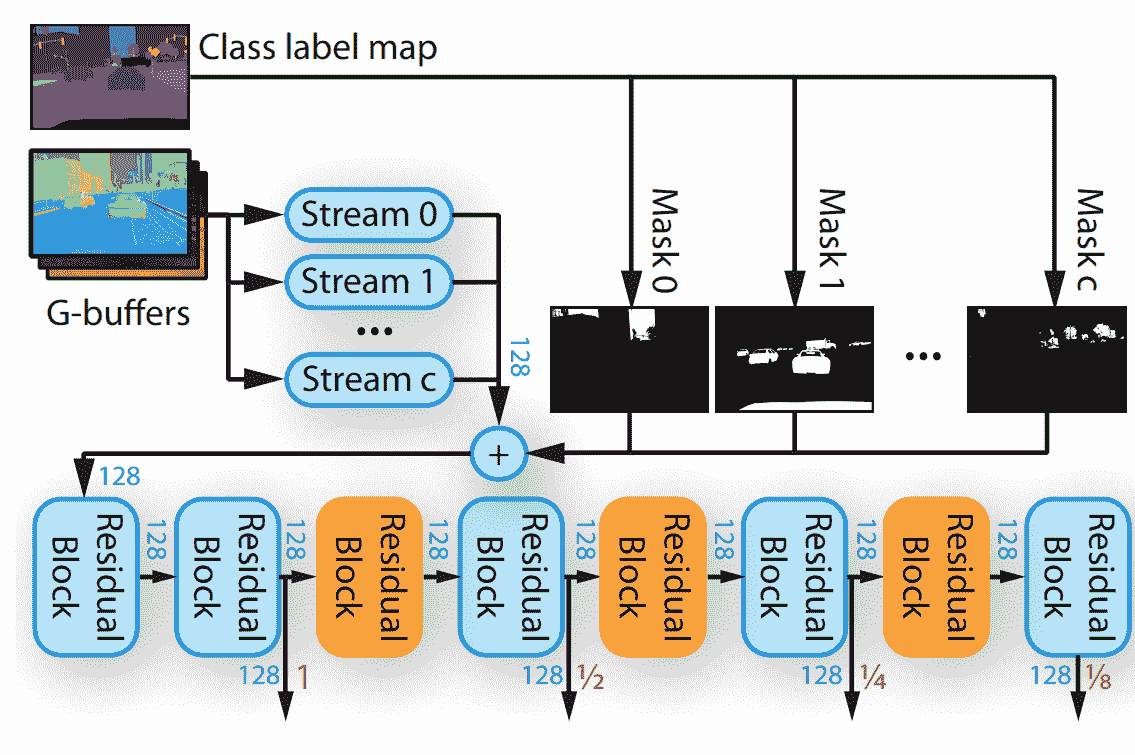 Class label map
G-buffers
Stream 0
Stream 1
...
Stream c
128
Mask 0
Mask 1
...
Mask c
+
128
Residual Block
128
Residual Block
128
Residual Block
128
Residual Block
128
Residual Block
128
Residual Block
128
Residual Block
128
Residual Block
128 1
128 ½
128 ¼
128 ⅛